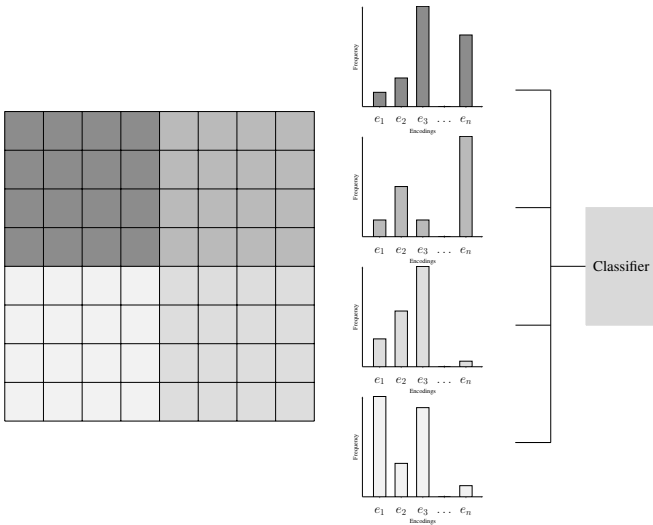 Frequency
e1 e2 e3 ... en
Encodings
Frequency
e1 e2 e3 ... en
Encodings
Classifier
Frequency
e1 e2 e3 ... en
Encodings
Frequency
e1 e2 e3 ... en
Encodings